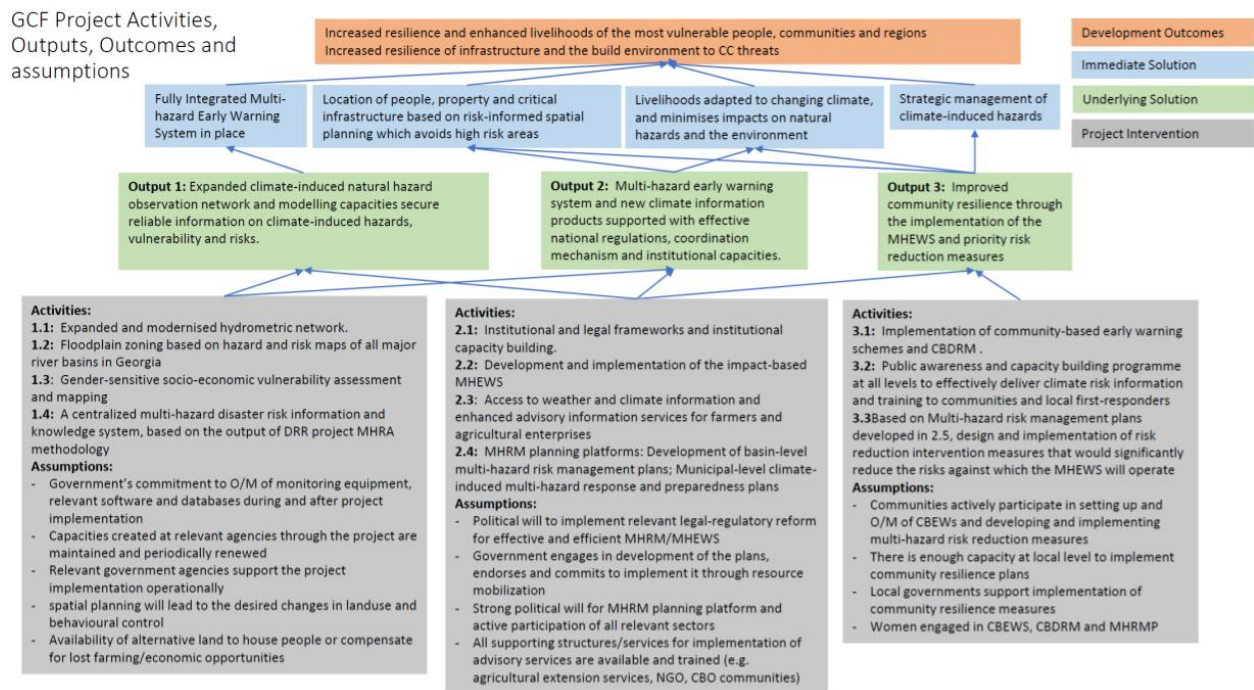 GCF Project Activities,
Outputs, Outcomes and
assumptions
Increased resilience and enhanced livelihoods of the most vulnerable people, communities and regions
Increased resilience of infrastructure and the build environment to CC threats
Development Outcomes
Immediate Solution
Underlying Solution
Project Intervention
Fully Integrated Multi-
hazard Early Warning
System in place
Location of people, property and critical
infrastructure based on risk-informed spatial
planning which avoids high risk areas
Livelihoods adapted to changing climate,
and minimises impacts on natural
hazards and the environment
Strategic management of
climate-induced hazards
Output 1: Expanded climate-induced natural hazard
observation network and modelling capacities secure
reliable information on climate-induced hazards,
vulnerability and risks.
Output 2: Multi-hazard early warning
system and new climate information
products supported with effective
national regulations, coordination
mechanism and institutional capacities.
Output 3: Improved
community resilience through
the implementation of the
MHEWS and priority risk
reduction measures
Activities:
1.1: Expanded and modernised hydrometric network.
1.2: Floodplain zoning based on hazard and risk maps of all major
river basins in Georgia
1.3: Gender-sensitive socio-economic vulnerability assessment
and mapping
1.4: A centralized multi-hazard disaster risk information and
knowledge system, based on the output of DRR project MHRA
methodology
Assumptions:
- Government's commitment to O/M of monitoring equipment,
relevant software and databases during and after project
implementation
- Capacities created at relevant agencies through the project are
maintained and periodically renewed
- Relevant government agencies support the project
implementation operationally
- spatial planning will lead to the desired changes in landuse and
behavioural control
- Availability of alternative land to house people or compensate
for lost farming/economic opportunities
Activities:
2.1: Institutional and legal frameworks and institutional
capacity building.
2.2: Development and implementation of the impact-based
MHEWS
2.3: Access to weather and climate information and
enhanced advisory information services for farmers and
agricultural enterprises
2.4: MHRM planning platforms: Development of basin-level
multi-hazard risk management plans; Municipal-level climate-
induced multi-hazard response and preparedness plans
Assumptions:
- Political will to implement relevant legal-regulatory reform
for effective and efficient MHRM/MHEWS
- Government engages in development of the plans,
endorses and commits to implement it through resource
mobilization
- Strong political will for MHRM planning platform and
active participation of all relevant sectors
- All supporting structures/services for implementation of
advisory services are available and trained (e.g.
agricultural extension services, NGO, CBO communities)
Activities:
3.1: Implementation of community-based early warning
schemes and CBDRM .
3.2: Public awareness and capacity building programme
at all levels to effectively deliver climate risk information
and training to communities and local first-responders
3.3Based on Multi-hazard risk management plans
developed in 2.5, design and implementation of risk
reduction intervention measures that would significantly
reduce the risks against which the MHEWS will operate
Assumptions:
- Communities actively participate in setting up and
O/M of CBEWs and developing and implementing
multi-hazard risk reduction measures
- There is enough capacity at local level to implement
community resilience plans
- Local governments support implementation of
community resilience measures
- Women engaged in CBEWS, CBDRM and MHRMP